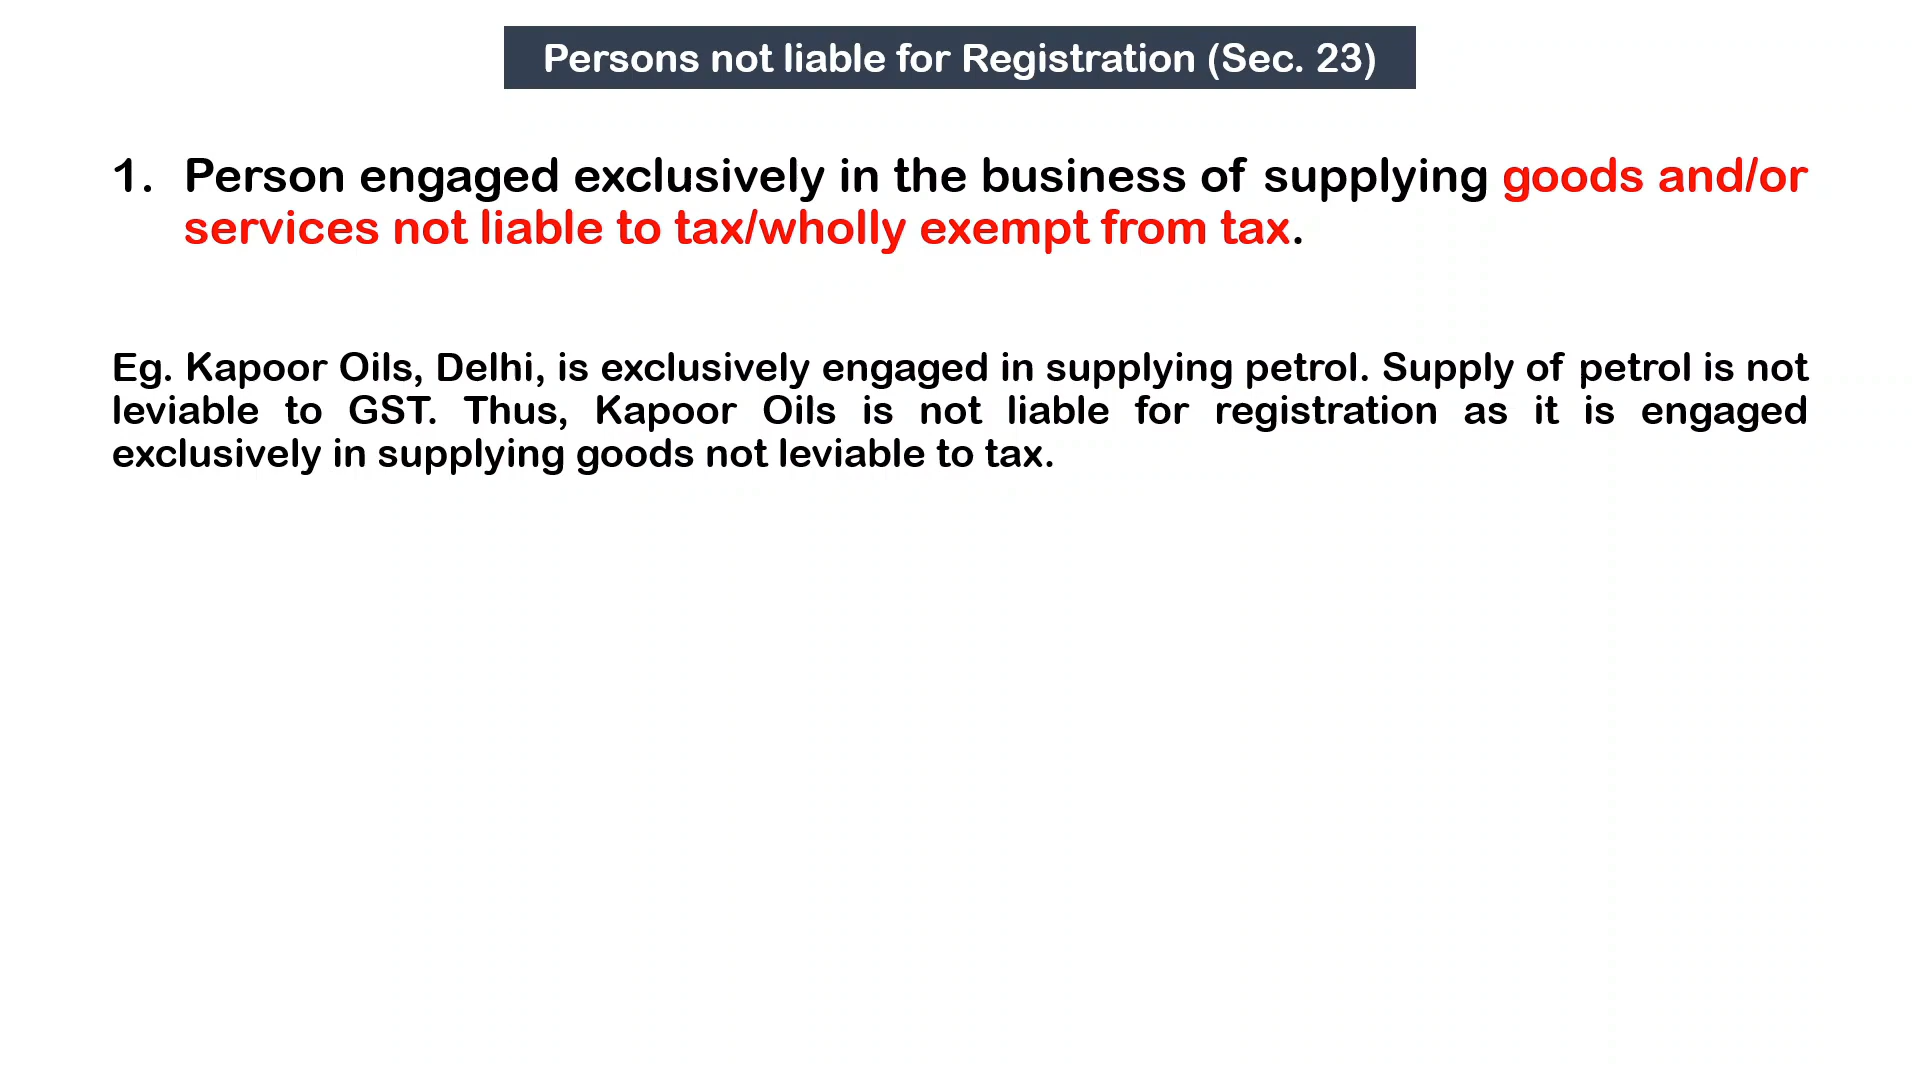 Persons not liable for Registration (Sec. 23)
1. Person engaged exclusively in the business of supplying goods and/or
services not liable to tax/wholly exempt from tax.
Eg. Kapoor Oils, Delhi, is exclusively engaged in supplying petrol. Supply of petrol is not
leviable to GST. Thus, Kapoor Oils is not liable for registration as it is engaged
exclusively in supplying goods not leviable to tax.